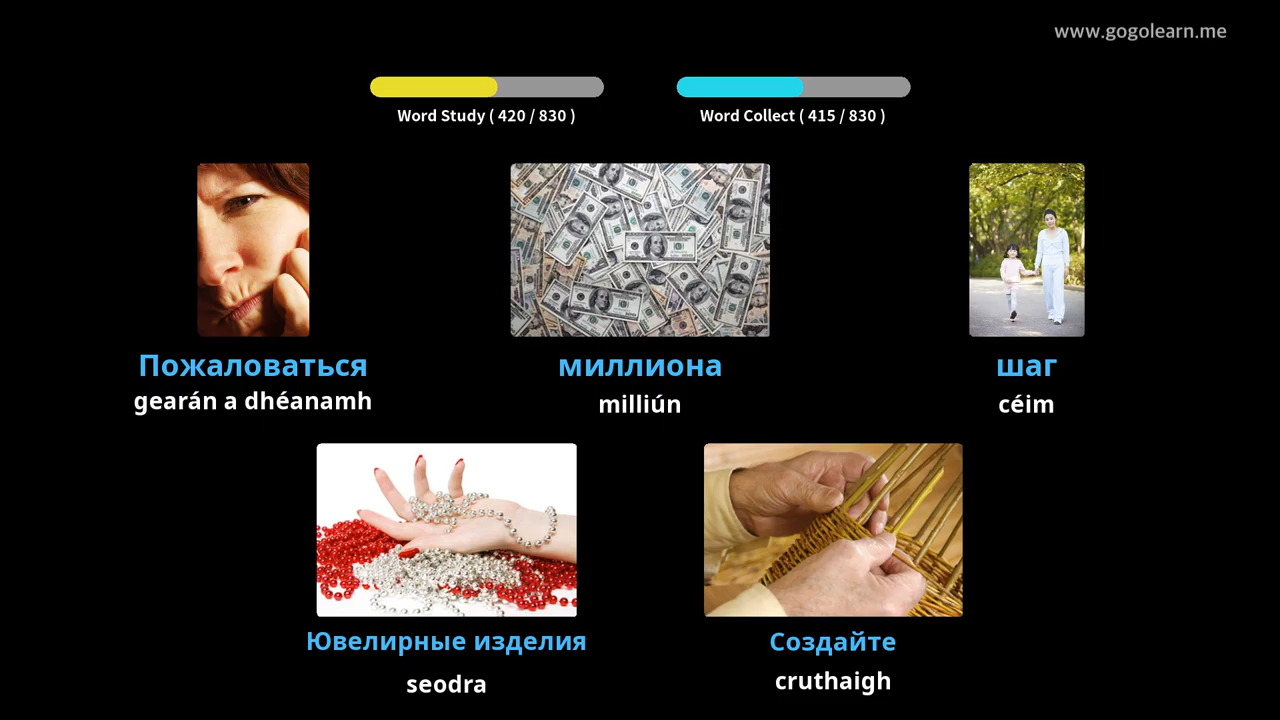 www.gogolearn.me
Word Study ( 420 / 830 )
Word Collect ( 415 / 830 )
Пожаловаться
gearán a dhéanamh
миллиона
milliún
шаг
céim
Ювелирные изделия
seodra
Создайте
cruthaigh